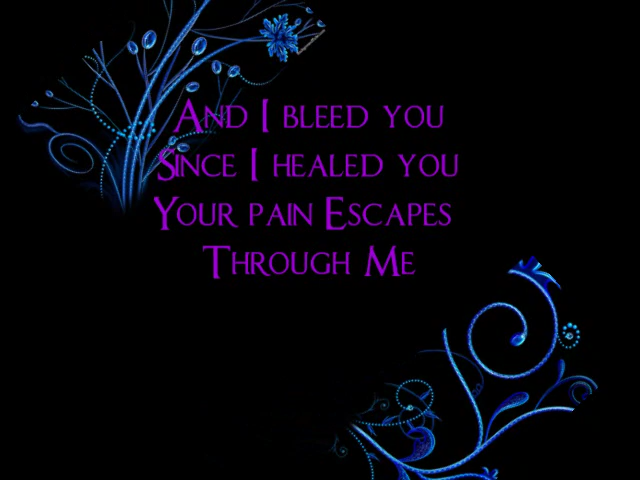 And I bleed you
Since I healed you
Your pain Escapes
Through Me